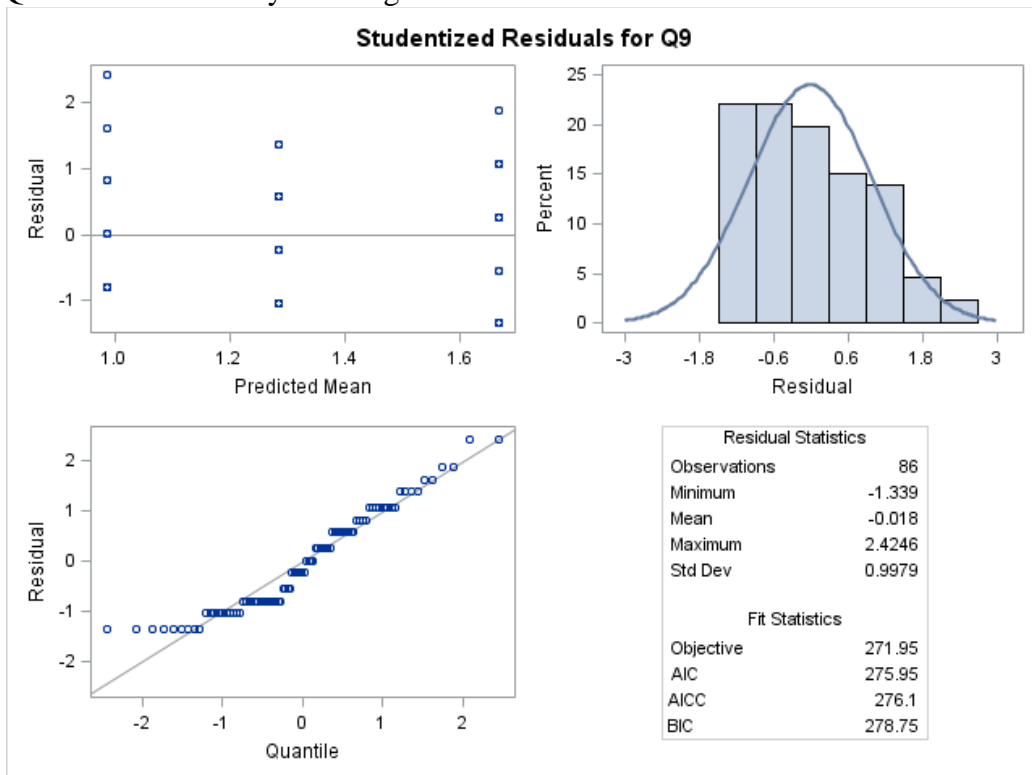 Studentized Residuals for Q9
2
1
0
-1
Residual
1.0 1.2 1.4 1.6
Predicted Mean
25
20
15
10
5
0
Percent
-3 -1.8 -0.6 0.6 1.8 3
Residual
2
1
0
-1
-2
Residual
-2 -1 0 1 2
Quantile
Residual Statistics
Observations 86
Minimum -1.339
Mean -0.018
Maximum 2.4246
Std Dev 0.9979
Fit Statistics
Objective 271.95
AIC 275.95
AICC 276.1
BIC 278.75